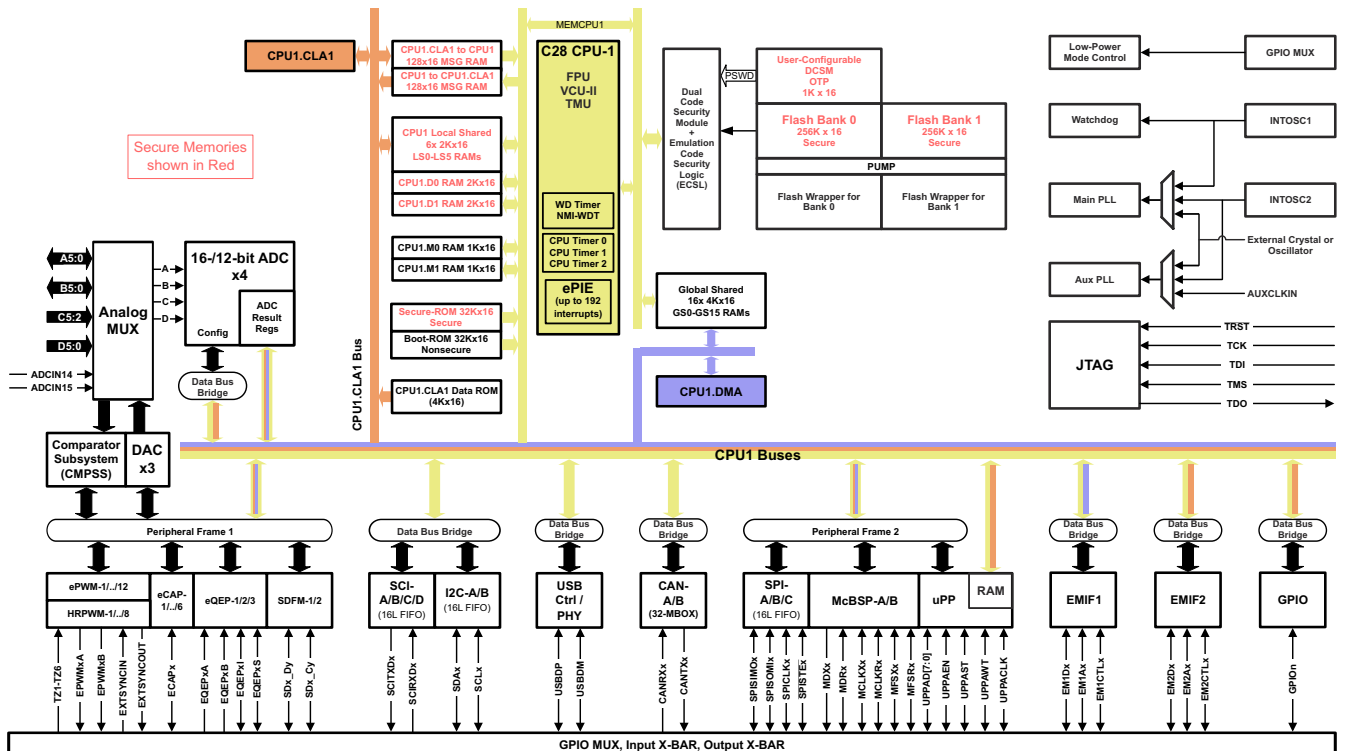 MEMCPU1
CPU1.CLA1
CPU1.CLA1 to CPU1
128x16 MSG RAM
CPU1 to CPU1.CLA1
128x16 MSG RAM
C28 CPU-1
FPU
VCU-II
TMU
PSWD
User-Configurable
DCSM
OTP
1K x 16
Low-Power
Mode Control
GPIO MUX
Dual
Code
Security
Module
+
Emulation
Code
Security
Logic
(ECSL)
Flash Bank 0
256K x 16
Secure
Flash Bank 1
256K x 16
Secure
PUMP
Flash Wrapper for
Bank 0
Flash Wrapper for
Bank 1
Watchdog
INTOSC1
Main PLL
INTOSC2
External Crystal or
Oscillator
Aux PLL
AUXCLKIN
Secure Memories
shown in Red
CPU1 Local Shared
6x 2Kx16
LS0-LS5 RAMs
CPU1.D0 RAM 2Kx16
CPU1.D1 RAM 2Kx16
WD Timer
NMI-WDT
CPU1.M0 RAM 1Kx16
CPU1.M1 RAM 1Kx16
CPU Timer 0
CPU Timer 1
CPU Timer 2
ePIE
(up to 192
interrupts)
Global Shared
16x 4Kx16
GS0-GS15 RAMs
Secure-ROM 32Kx16
Secure
Boot-ROM 32Kx16
Nonsecure
CPU1.CLA1 Data ROM
(4Kx16)
CPU1.DMA
CPU1.CLA1 Bus
A5:0
B5:0
C5:2
D5:0
ADCIN14
ADCIN15
Analog
MUX
A
B
C
D
16-/12-bit ADC
x4
Config
ADC
Result
Regs
Data Bus
Bridge
JTAG
TRST
TCK
TDI
TMS
TDO
Comparator
Subsystem
(CMPSS)
DAC
x3
CPU1 Buses
Peripheral Frame 1
Data Bus Bridge
Data Bus
Bridge
Data Bus
Bridge
Peripheral Frame 2
Data Bus
Bridge
Data Bus
Bridge
Data Bus
Bridge
ePWM-1/../12
HRPWM-1/../8
eCAP-
1/../6
eQEP-1/2/3
SDFM-1/2
SCI-
A/B/C/D
(16L FIFO)
I2C-A/B
(16L FIFO)
USB
Ctrl /
PHY
CAN-
A/B
(32-MBOX)
SPI-
A/B/C
(16L FIFO)
McBSP-A/B
uPP
RAM
EMIF1
EMIF2
GPIO
TZ1-TZ6
EPWMxA
EPWMxB
EXTSYNCIN
EXTSYNCOUT
ECAPx
EQEPxA
EQEPxB
EQEPxI
EQEPxS
SDx_Dy
SDx_Cy
SCITXDx
SCIRXDx
SDAx
SCLx
USBDP
USBDM
CANRXx
CANTXx
SPISIMOx
SPISOMIx
SPICLKx
SPISTEx
MDXx
MDRx
MCLKXx
MCLKRx
MFSXx
MFSRx
UPPAD[7:0]
UPPAEN
UPPAST
UPPAWT
UPPACLK
EM1Dx
EM1Ax
EM1CTLx
EM2Dx
EM2Ax
EM2CTLx
GPIOn
GPIO MUX, Input X-BAR, Output X-BAR